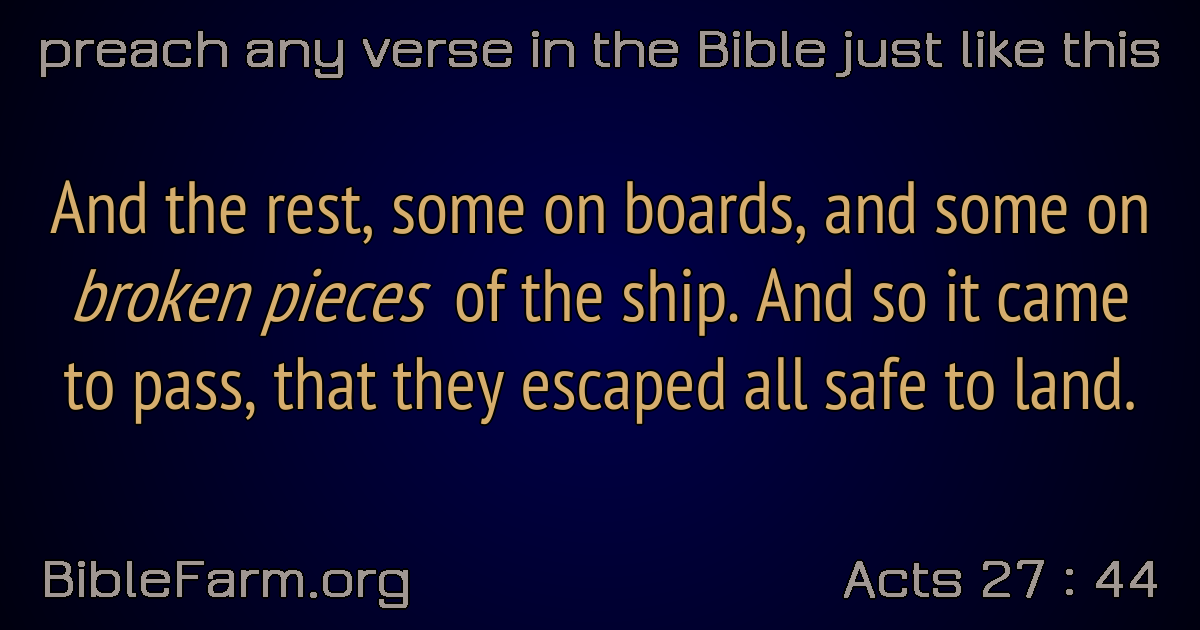 preach any verse in the Bible just like this
And the rest, some on boards, and some on
broken pieces of the ship. And so it came
to pass, that they escaped all safe to land.
BibleFarm.org
Acts 27 : 44